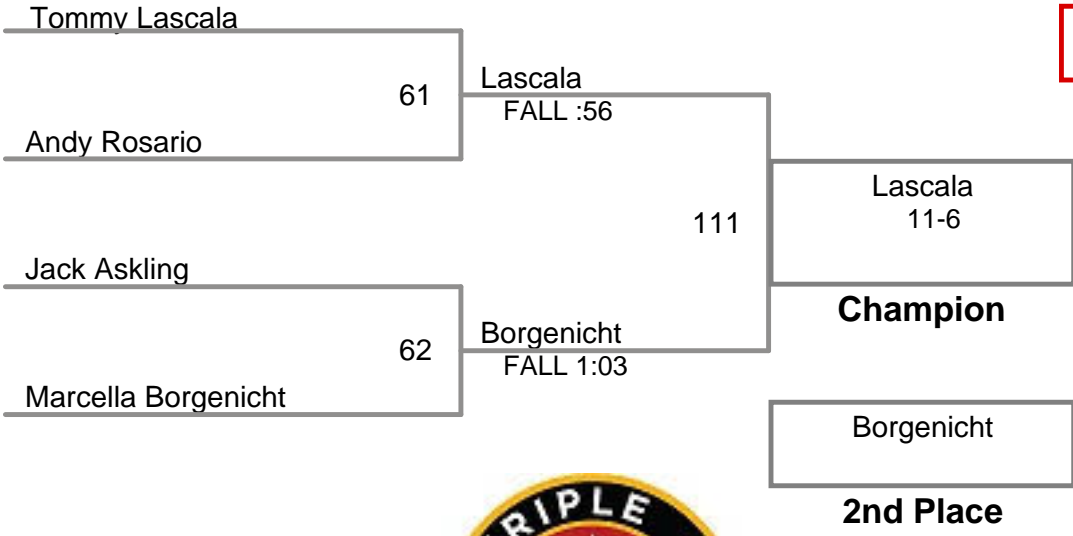 Tommy Lascala
61
Lascala
FALL :56
Andy Rosario
111
Lascala
11-6
Champion
Jack Askling
62
Borgenicht
FALL 1:03
Marcella Borgenicht
Borgenicht
2nd Place
RIPLE